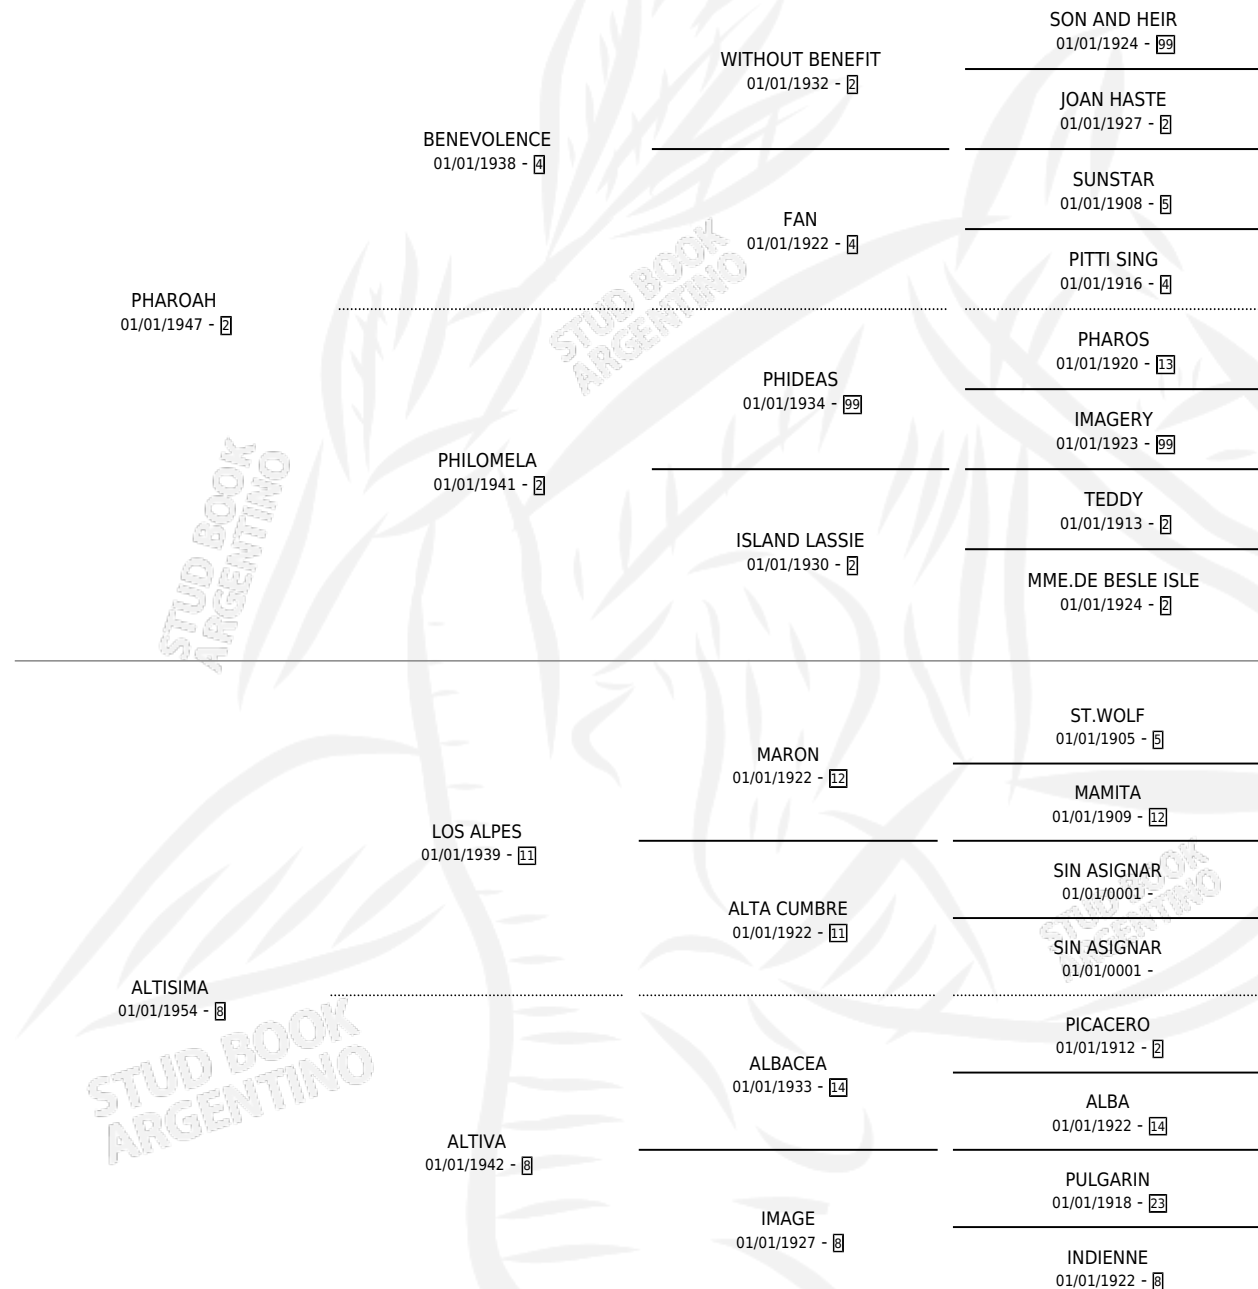 SON AND HEIR
01/01/1924 - 99
WITHOUT BENEFIT
01/01/1932 - 2
JOAN HASTE
01/01/1927 - 2
BENEVOLENCE
01/01/1938 - 4
SUNSTAR
01/01/1908 - 5
FAN
01/01/1922 - 4
PITTI SING
01/01/1916 - 4
PHAROAH
01/01/1947 - 2
STUD BOOK
ARGENTINO
PHAROS
01/01/1920 - 13
PHIDEAS
01/01/1934 - 99
IMAGERY
01/01/1923 - 99
PHILOMELA
01/01/1941 - 2
TEDDY
01/01/1913 - 2
ISLAND LASSIE
01/01/1930 - 2
MME.DE BESLE ISLE
01/01/1924 - 2
STUD BOOK
ARGENTINO
ST.WOLF
01/01/1905 - 5
MARON
01/01/1922 - 12
MAMITA
01/01/1909 - 12
LOS ALPES
01/01/1939 - 11
SIN ASIGNAR
01/01/0001 -
ALTA CUMBRE
01/01/1922 - 11
STUD BOOK
ARGENTINO
SIN ASIGNAR
01/01/0001 -
ALTISIMA
01/01/1954 - 8
STUD BOOK
ARGENTINO
PICACERO
01/01/1912 - 2
ALBACEA
01/01/1933 - 14
ALBA
01/01/1922 - 14
ALTIVA
01/01/1942 - 8
PULGARIN
01/01/1918 - 23
IMAGE
01/01/1927 - 8
INDIENNE
01/01/1922 - 8